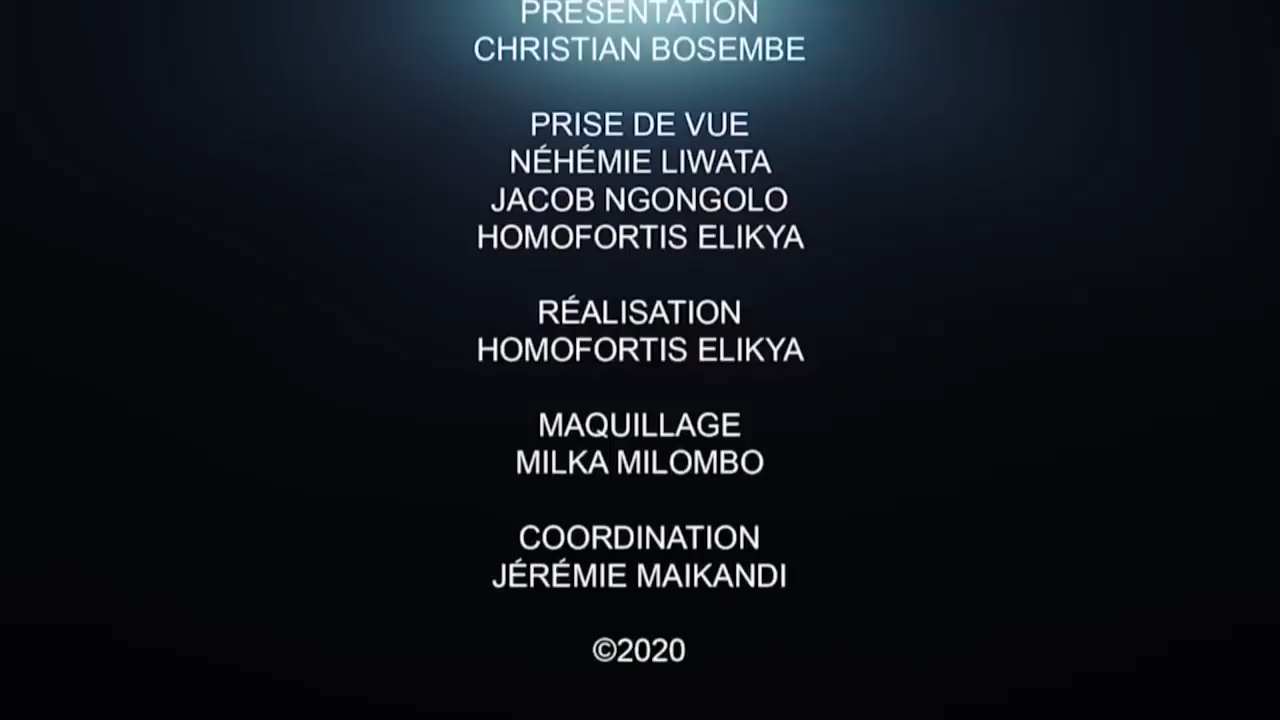 PRÉSENTATION
CHRISTIAN BOSEMBE
PRISE DE VUE
NÉHÉMIE LIWATA
JACOB NGONGOLO
HOMOFORTIS ELIKYA
RÉALISATION
HOMOFORTIS ELIKYA
MAQUILLAGE
MILKA MILOMBO
COORDINATION
JÉRÉMIE MAIKANDI
©2020